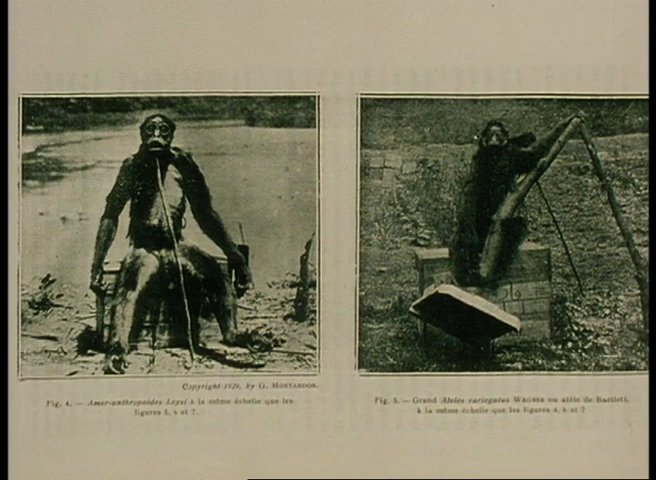 Copyright 1929, by G. MONTANDON.
Fig. 4. — Amer-anthropoïdes Loysi à la même échelle que les
figures 5, 6 et 7.
Fig. 5. — Grand Ateles variegatus WAGNER ou atèle de Bartlett,
à la même échelle que les figures 4, 6 et 7